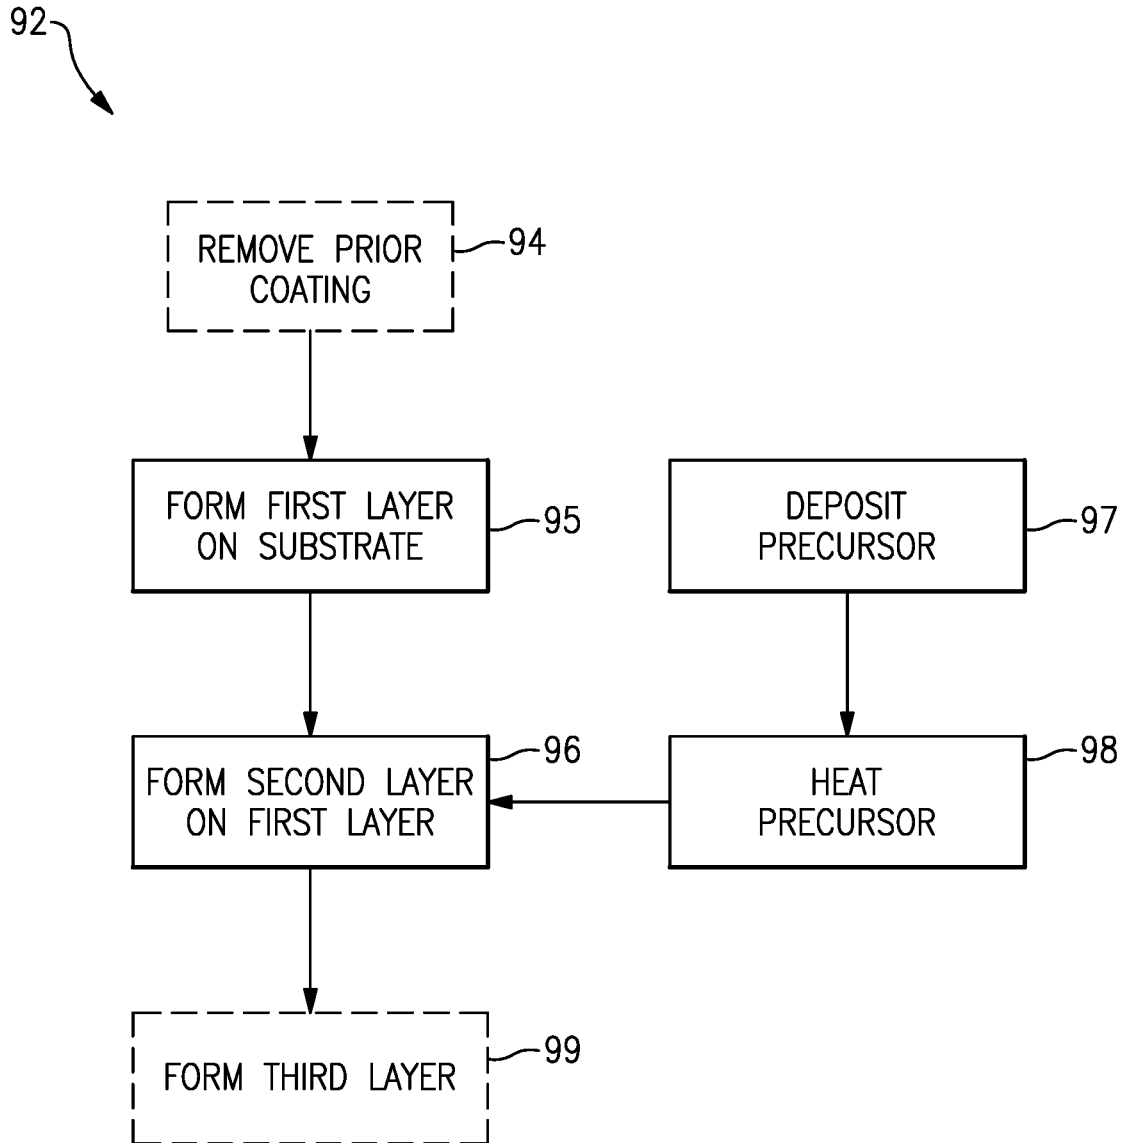 92
REMOVE PRIOR
COATING
94
FORM FIRST LAYER
ON SUBSTRATE
95
DEPOSIT
PRECURSOR
97
FORM SECOND LAYER
ON FIRST LAYER
96
HEAT
PRECURSOR
98
FORM THIRD LAYER
99